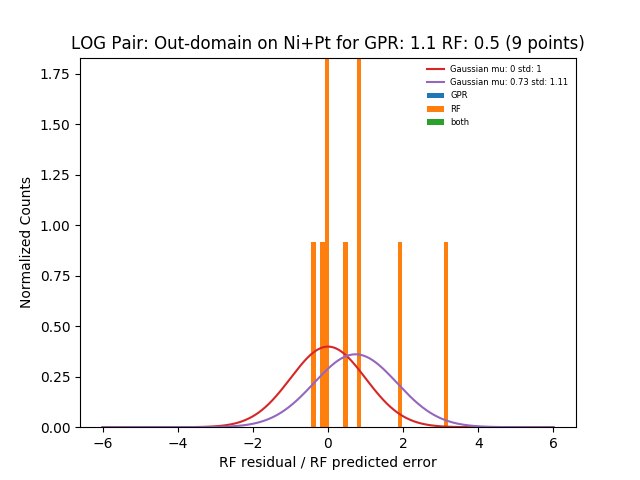 LOG Pair: Out-domain on Ni+Pt for GPR: 1.1 RF: 0.5 (9 points)
Gaussian mu: 0 std: 1
Gaussian mu: 0.73 std: 1.11
GPR
RF
both
Normalized Counts
1.75
1.50
1.25
1.00
0.75
0.50
0.25
0.00
−6 −4 −2 0 2 4 6
RF residual / RF predicted error